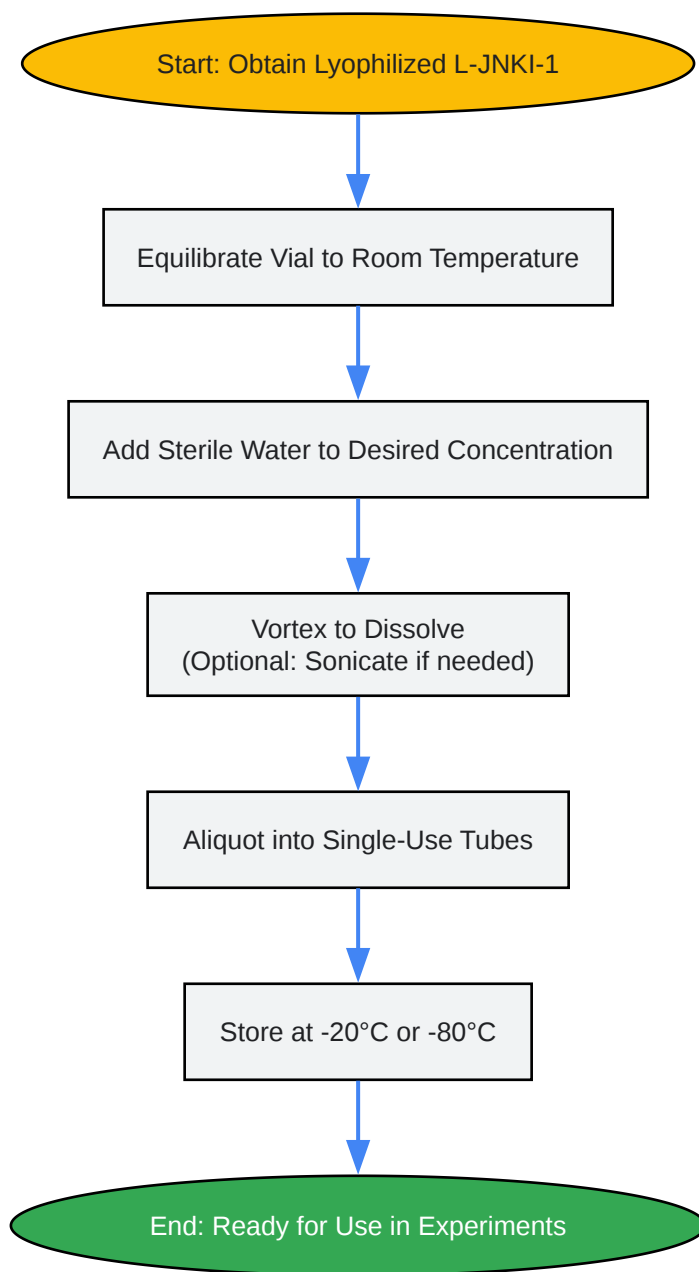 Start: Obtain Lyophilized L-JNKI-1
Equilibrate Vial to Room Temperature
Add Sterile Water to Desired Concentration
Vortex to Dissolve
(Optional: Sonicate if needed)
Aliquot into Single-Use Tubes
Store at -20°C or -80°C
End: Ready for Use in Experiments